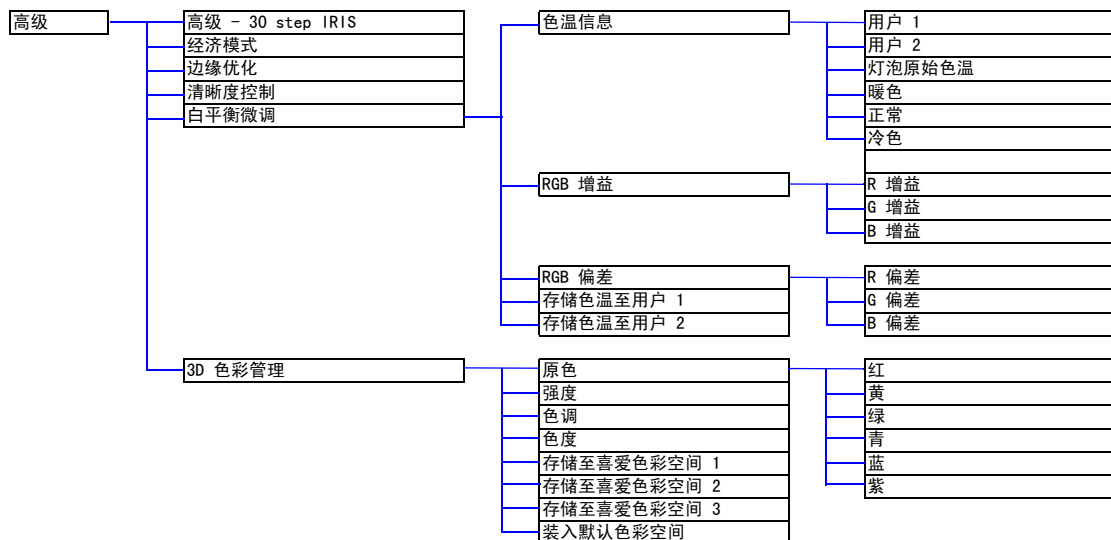 高级
高级 - 30 step IRIS
经济模式
边缘优化
清晰度控制
白平衡微调
色温信息
用户 1
用户 2
灯泡原始色温
暖色
正常
冷色
RGB 增益
R 增益
G 增益
B 增益
RGB 偏差
R 偏差
G 偏差
B 偏差
存储色温至用户 1
存储色温至用户 2
3D 色彩管理
原色
红
黄
绿
青
蓝
紫
强度
色调
色度
存储至喜爱色彩空间 1
存储至喜爱色彩空间 2
存储至喜爱色彩空间 3
装入默认色彩空间